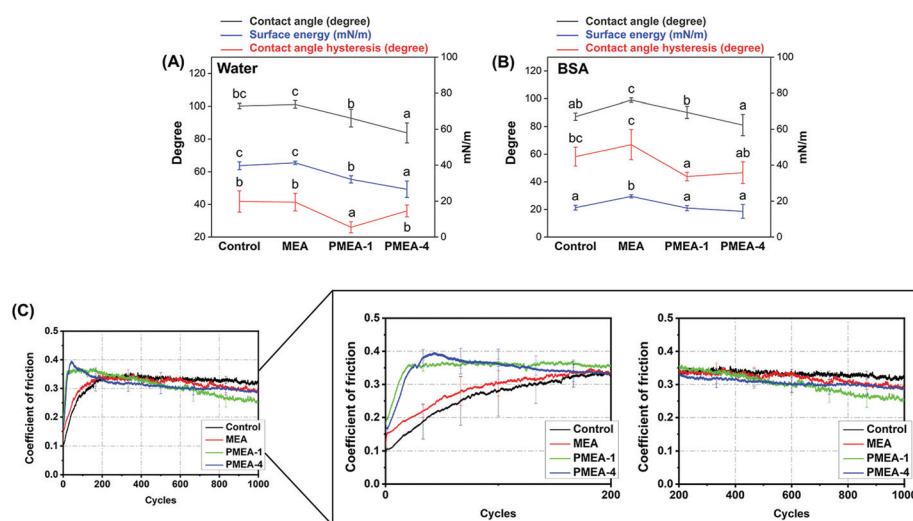 Contact angle (degree)
Surface energy (mN/m)
Contact angle hysteresis (degree)
(A)
Water
120
100
80
60
40
20
Degree
100
80
60
40
20
0
mN/m
bc
c
b
a
c
c
b
a
b
b
a
b
Control
MEA
PMEA-1
PMEA-4
Contact angle (degree)
Surface energy (mN/m)
Contact angle hysteresis (degree)
(B)
BSA
120
100
80
60
40
20
0
Degree
100
80
60
40
20
0
mN/m
ab
c
b
a
bc
c
a
ab
a
b
a
a
Control
MEA
PMEA-1
PMEA-4
(C)
Coefficient of friction
0.5
0.4
0.3
0.2
0.1
0.0
0
200
400
600
800
1000
Cycles
Control
MEA
PMEA-1
PMEA-4
Coefficient of friction
0.5
0.4
0.3
0.2
0.1
0.0
0
200
Cycles
Control
MEA
PMEA-1
PMEA-4
Coefficient of friction
0.5
0.4
0.3
0.2
0.1
0.0
200
400
600
800
1000
Cycles
Control
MEA
PMEA-1
PMEA-4